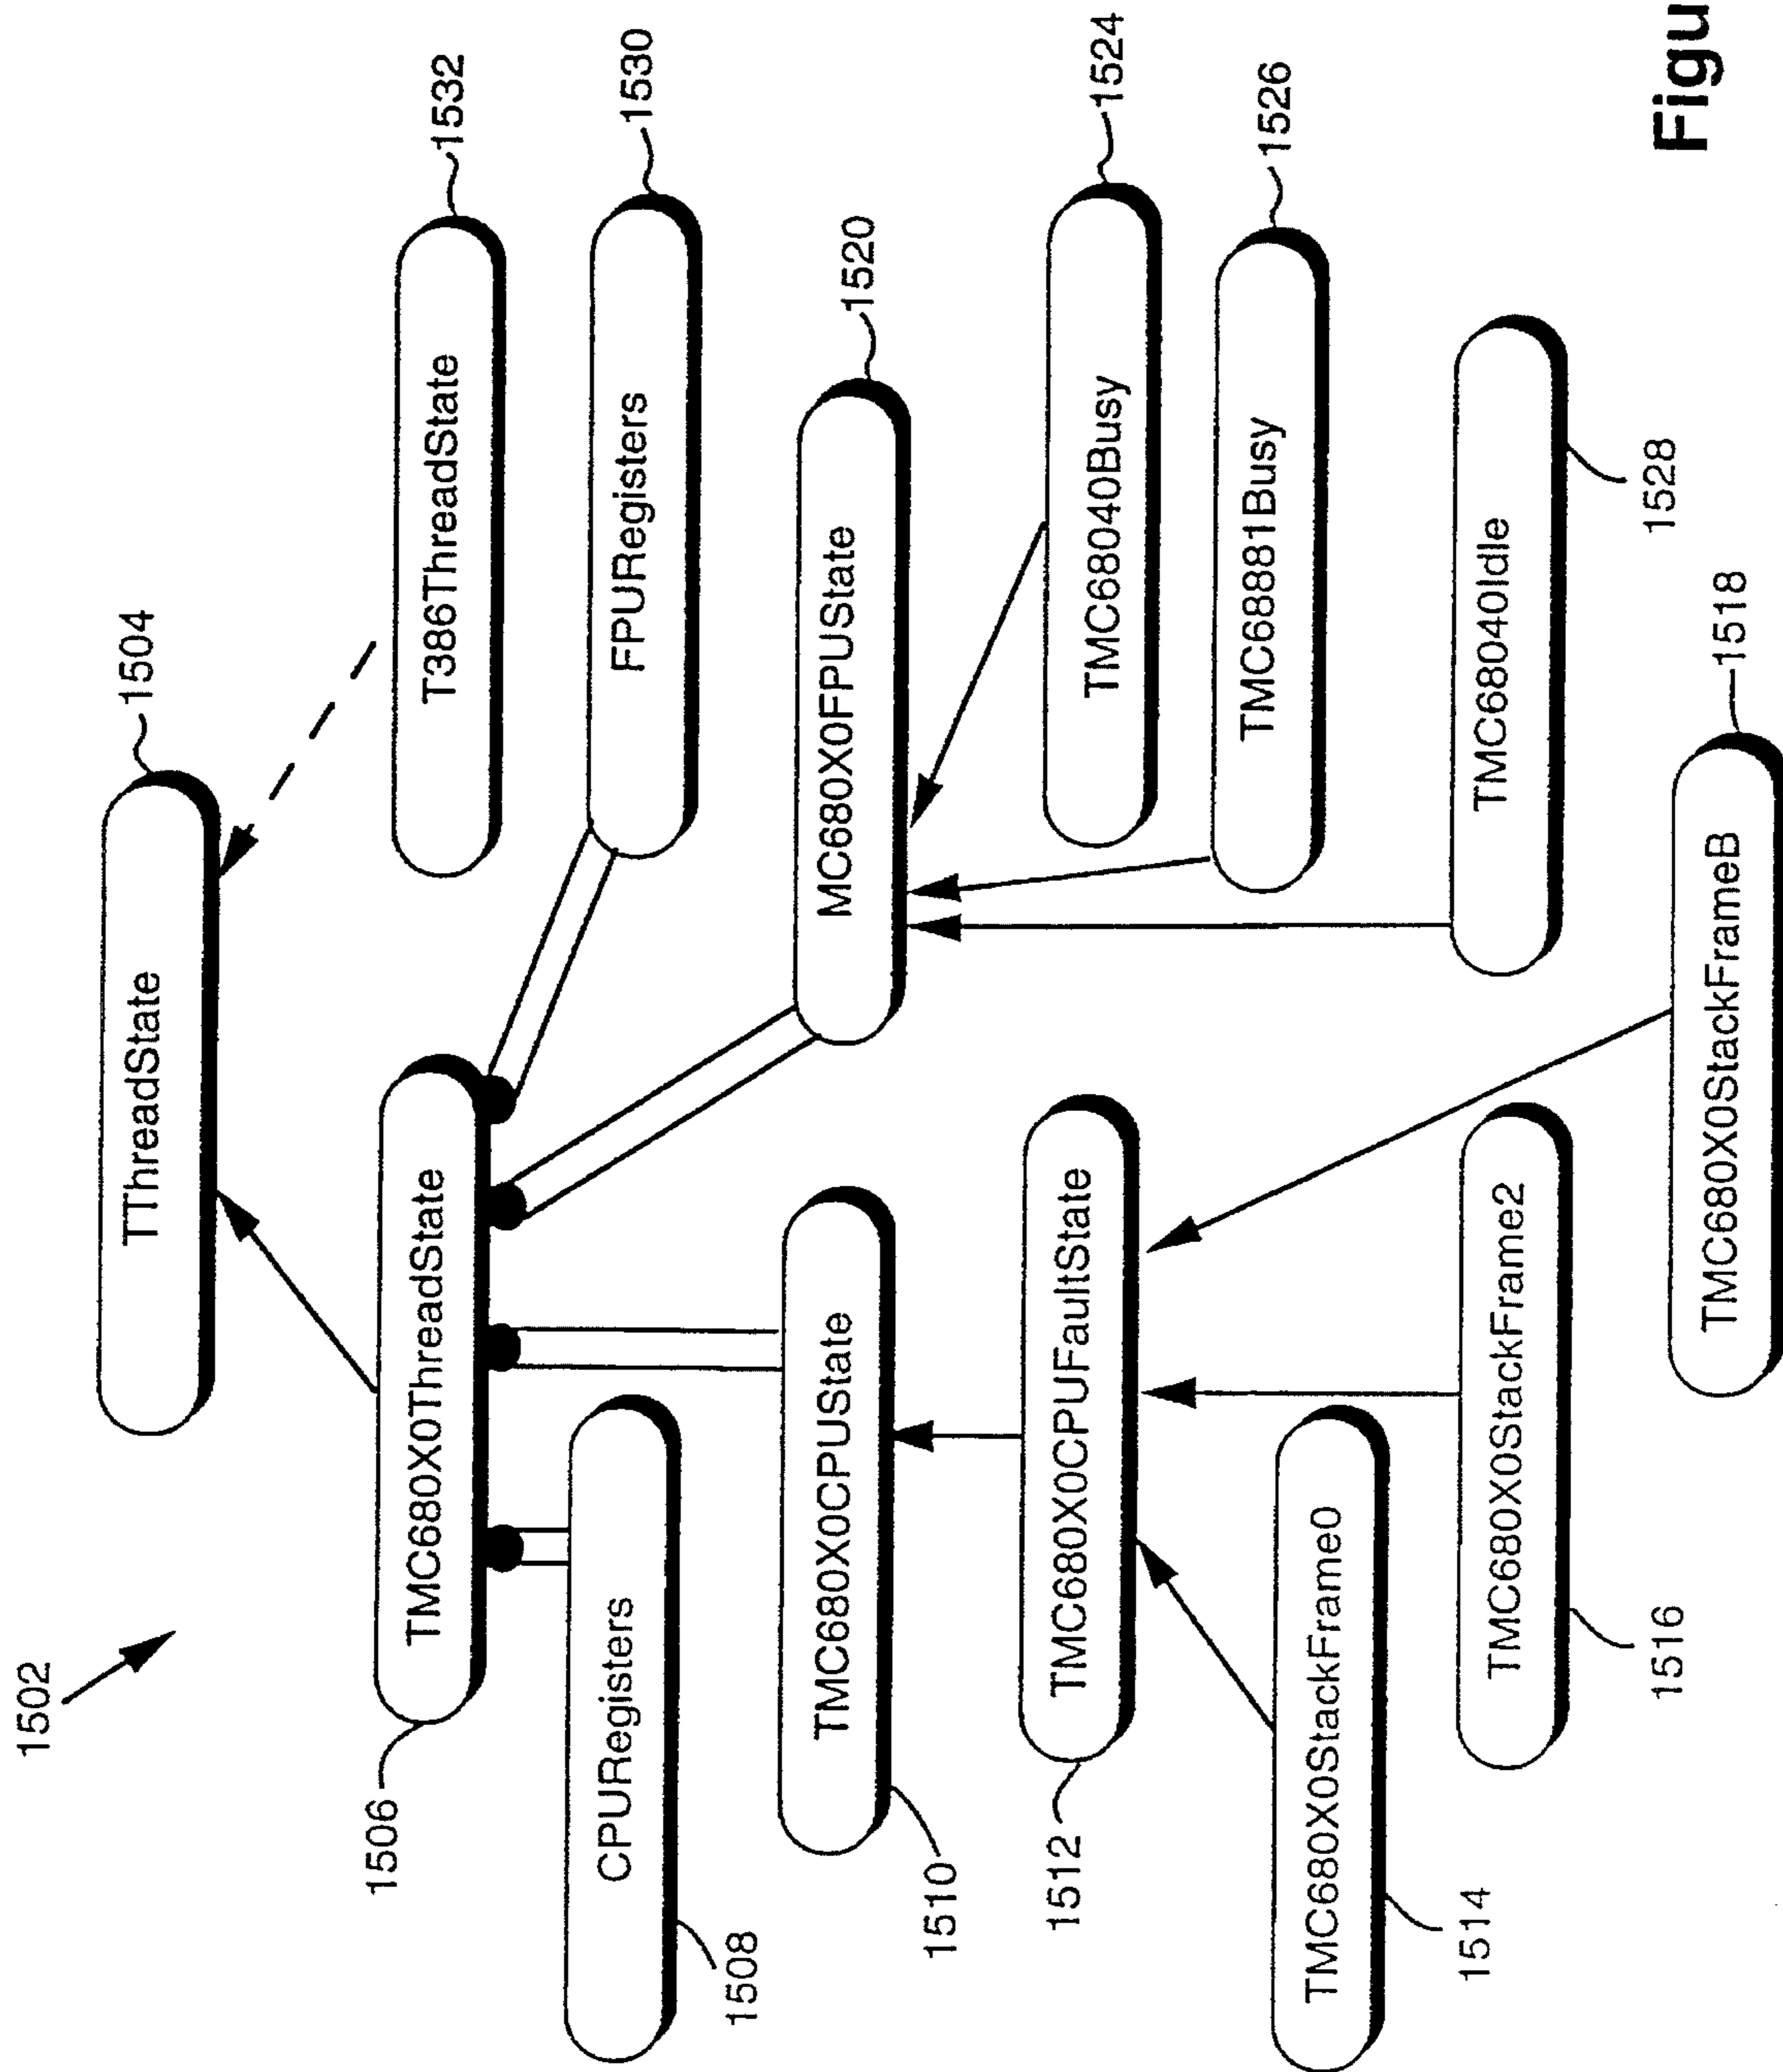 1502
TThreadState
1504
1506
TMC680X0ThreadState
T386ThreadState
1532
CPURegisters
1508
FPURegisters
1530
TMC680X0CPUState
1510
MC680X0FPUState
1520
TMC680X0CPUFaultState
1512
TMC68040Busy
1524
TMC68881Busy
1526
TMC680X0StackFrame0
1514
TMC680X0StackFrame2
1516
TMC68040Idle
1528
TMC680X0StackFrameB
1518
Figu